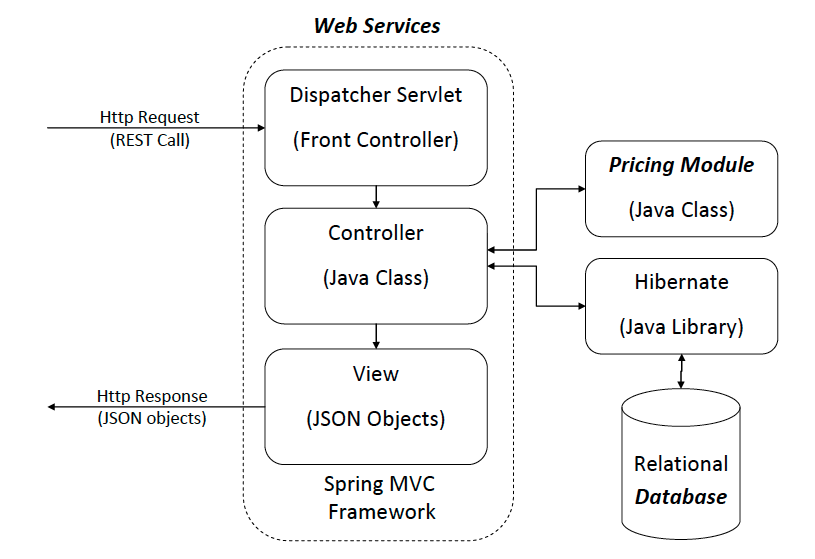 Web Services
Dispatcher Servlet
(Front Controller)
Http Request
(REST Call)
Controller
(Java Class)
Pricing Module
(Java Class)
Hibernate
(Java Library)
View
(JSON Objects)
Http Response
(JSON objects)
Spring MVC
Framework
Relational
Database